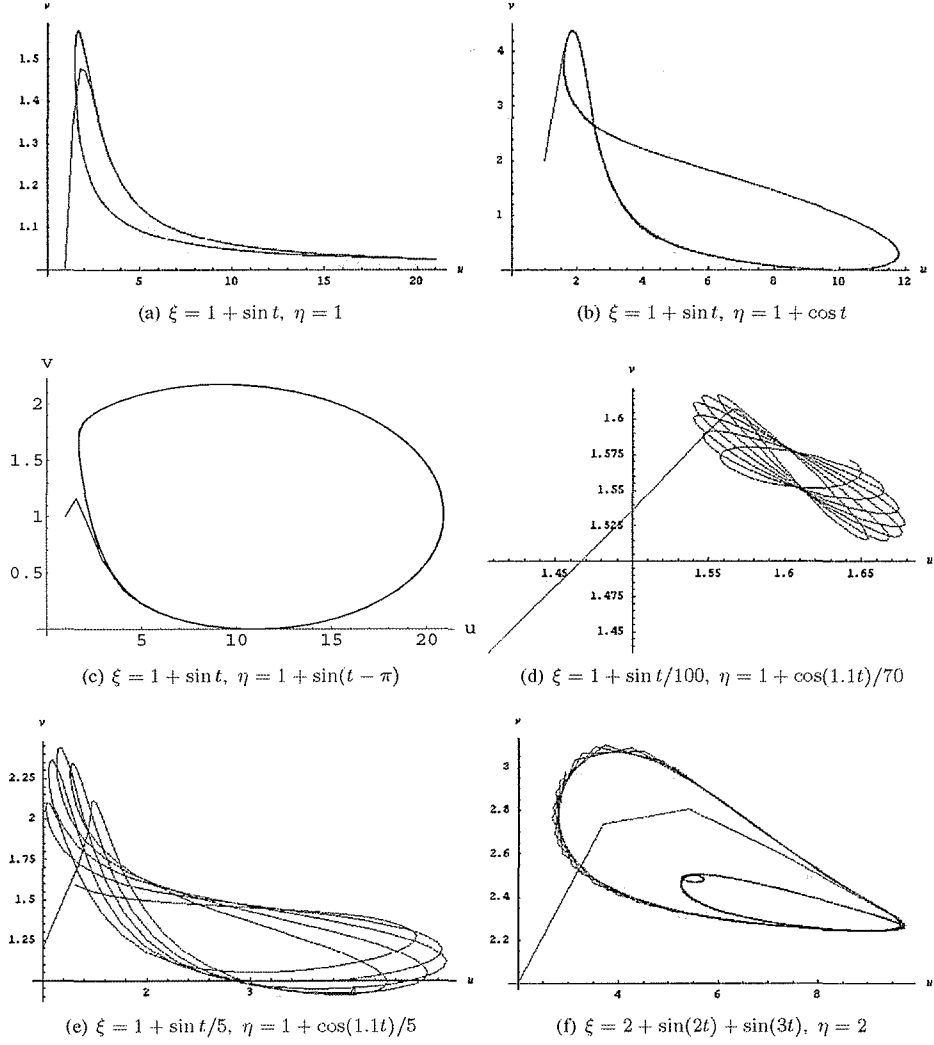 ν
1.5
1.4
1.3
1.2
1.1
5 10 15 20 u
(a) ξ = 1 + sin t, η = 1
ν
4
3
2
1
2 4 6 8 10 12 u
(b) ξ = 1 + sin t, η = 1 + cos t
v
2
1.5
1
0.5
5 10 15 20 u
(c) ξ = 1 + sin t, η = 1 + sin(t − π)
ν
1.6
1.575
1.55
1.525
1.45 1.55 1.6 1.65 u
1.475
1.45
(d) ξ = 1 + sin t/100, η = 1 + cos(1.1t)/70
ν
2.25
2
1.75
1.5
1.25
2 3 4 u
(e) ξ = 1 + sin t/5, η = 1 + cos(1.1t)/5
ν
3
2.8
2.6
2.4
2.2
4 6 8 u
(f) ξ = 2 + sin(2t) + sin(3t), η = 2